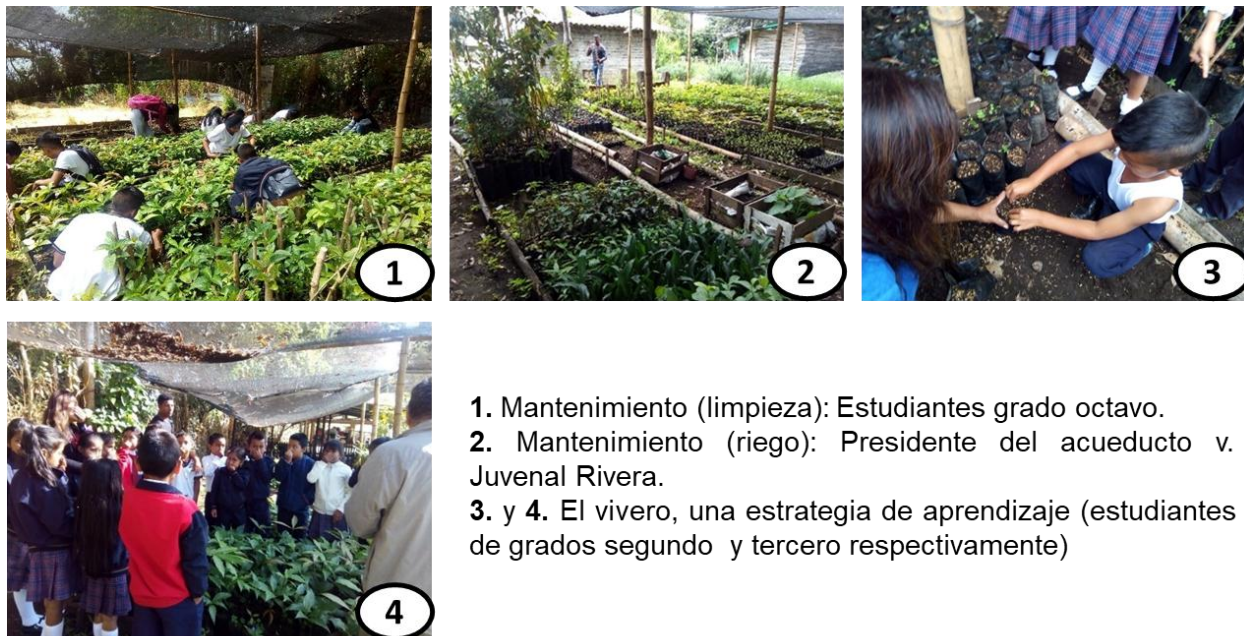 1
2
3
4
1. Mantenimiento (limpieza): Estudiantes grado octavo.
2. Mantenimiento (riego): Presidente del acueducto v.
Juvenal Rivera.
3. y 4. El vivero, una estrategia de aprendizaje (estudiantes
de grados segundo y tercero respectivamente)